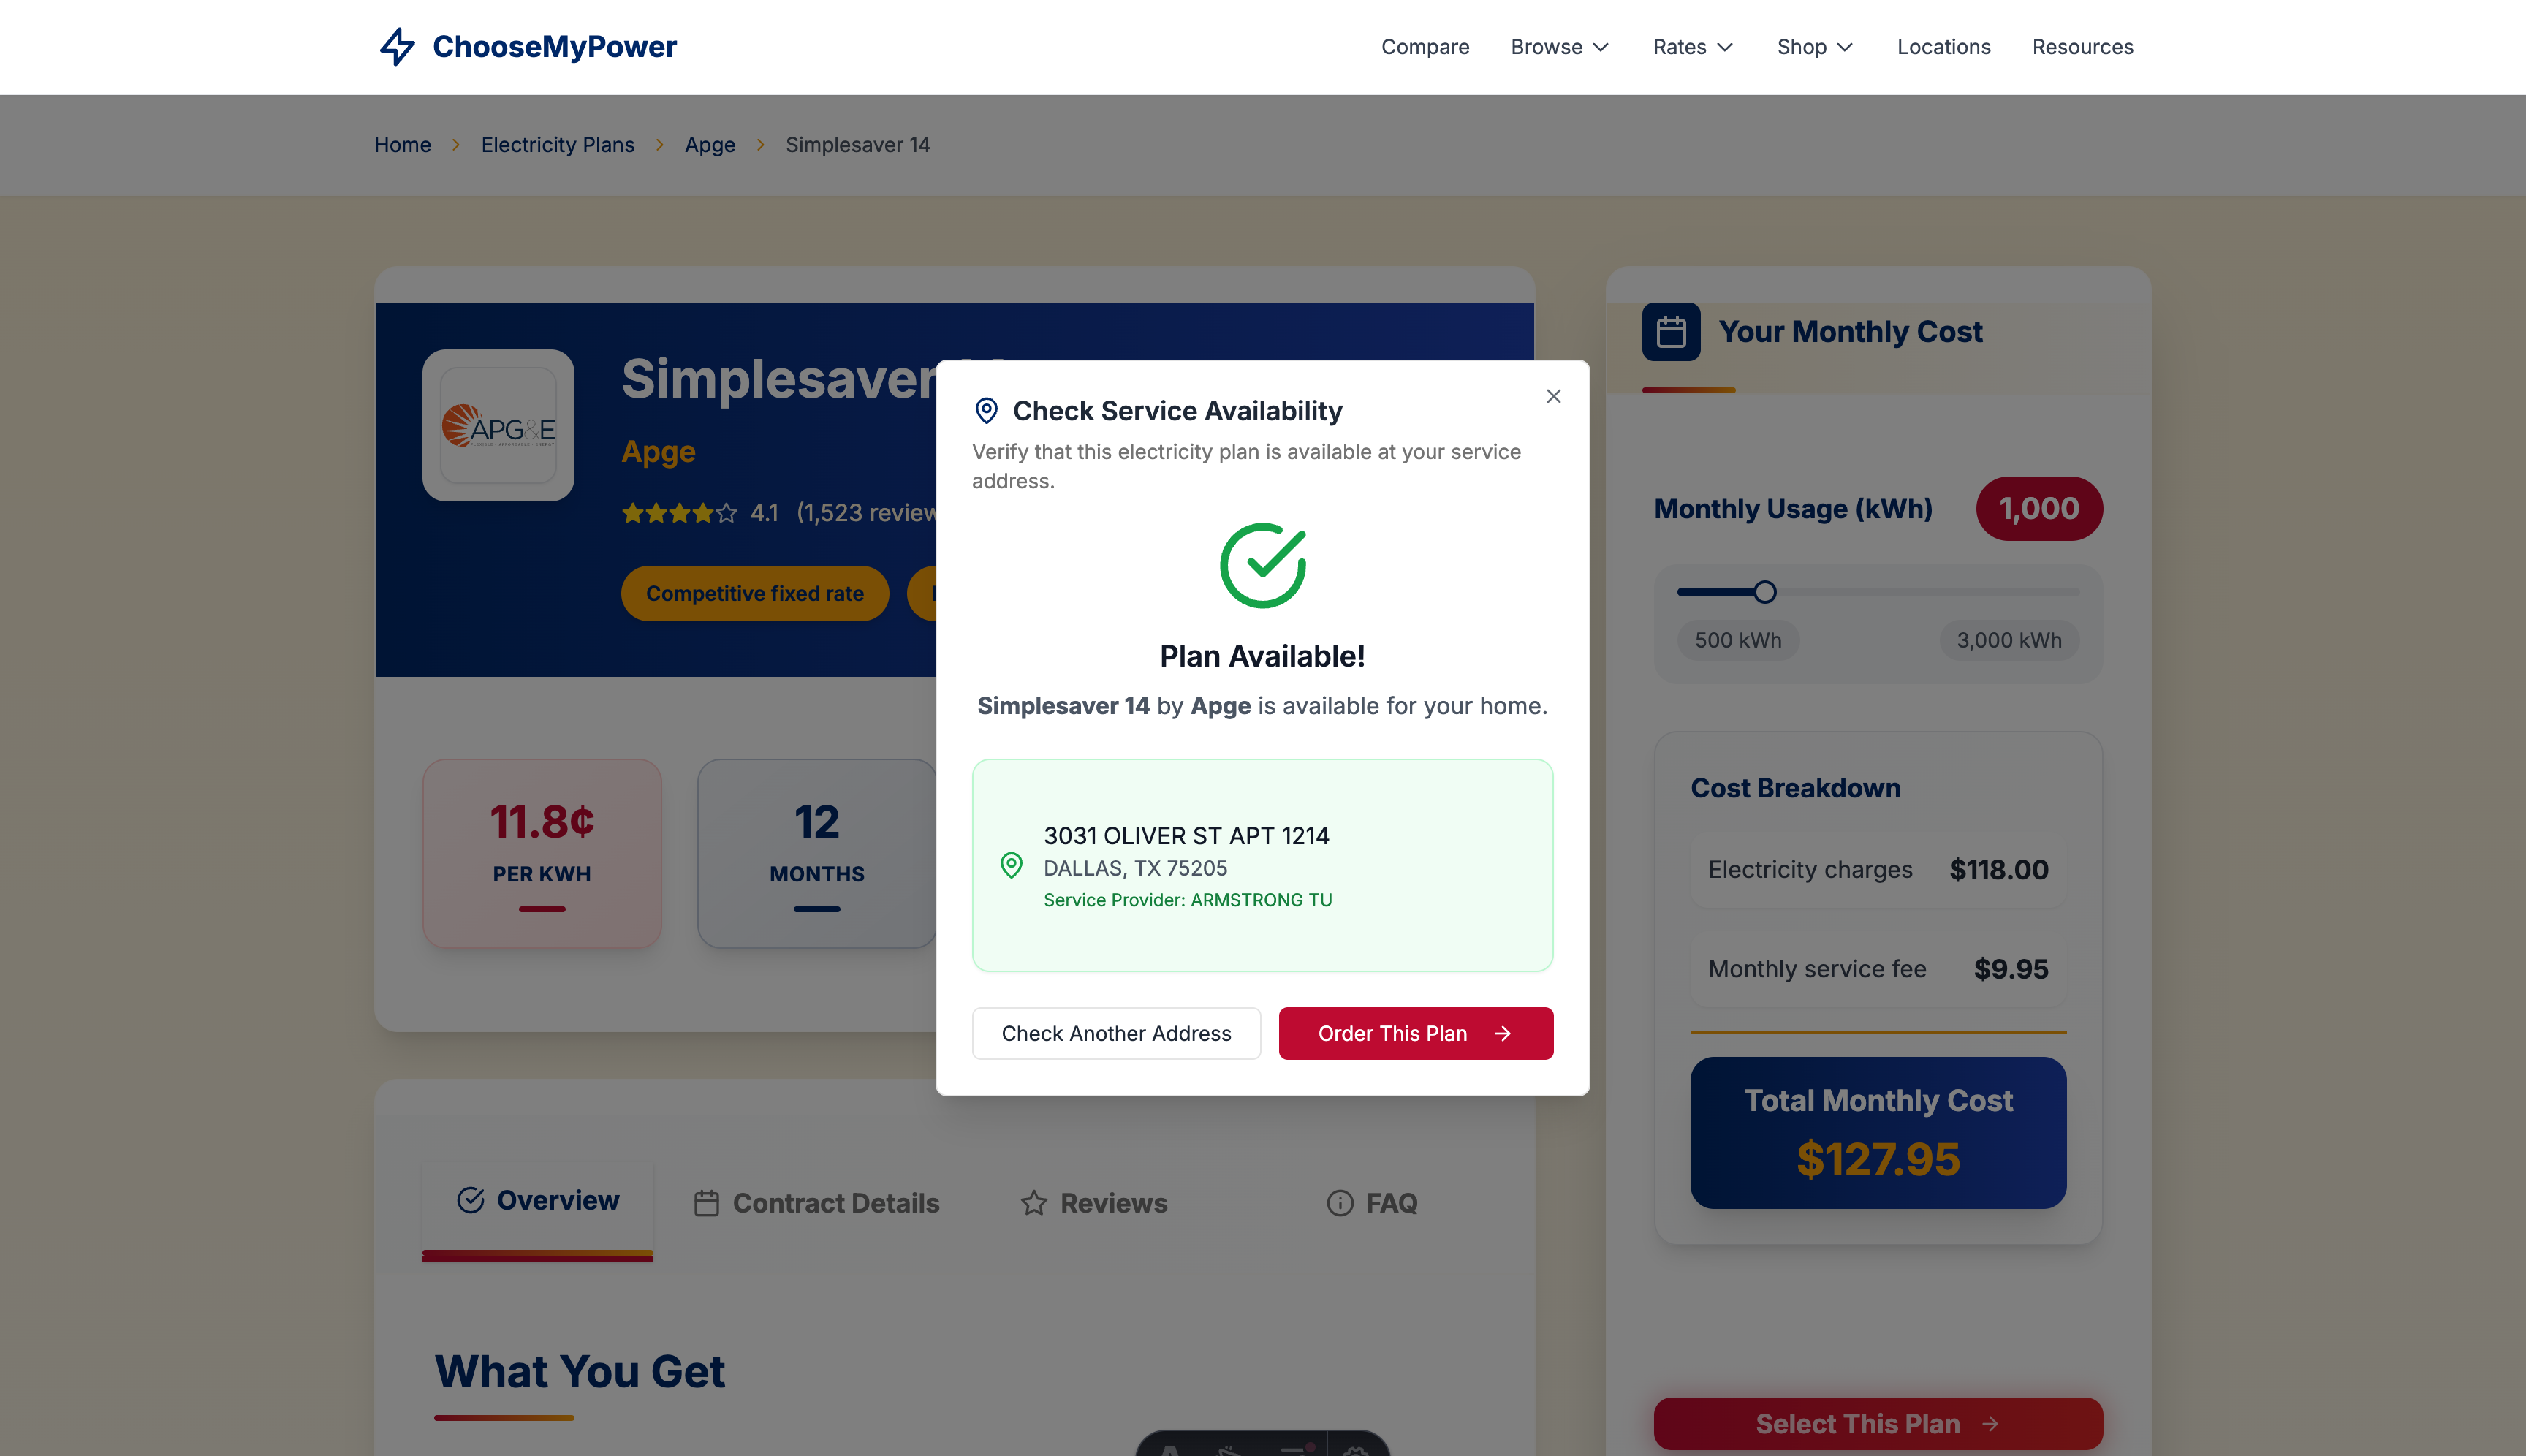 ChooseMyPower
Compare
Browse
Rates
Shop
Locations
Resources
Home
Electricity Plans
Apge
Simplesaver 14
APG&E
Simplesaver
Apge
4.1 (1,523
Competitive fixed rate
11.8¢
PER KWH
12
MONTHS
Check Service Availability
Verify that this electricity plan is available at your service
address.
Plan Available!
Simplesaver 14 by Apge is available for your home.
3031 OLIVER ST APT 1214
DALLAS, TX 75205
Service Provider: ARMSTRONG TU
Check Another Address
Order This Plan
Your Monthly Cost
Monthly Usage (kWh)
1,000
500 kWh
3,000 kWh
Cost Breakdown
Electricity charges
$118.00
Monthly service fee
$9.95
Total Monthly Cost
$127.95
Select This Plan
Overview
Contract Details
Reviews
FAQ
What You Get